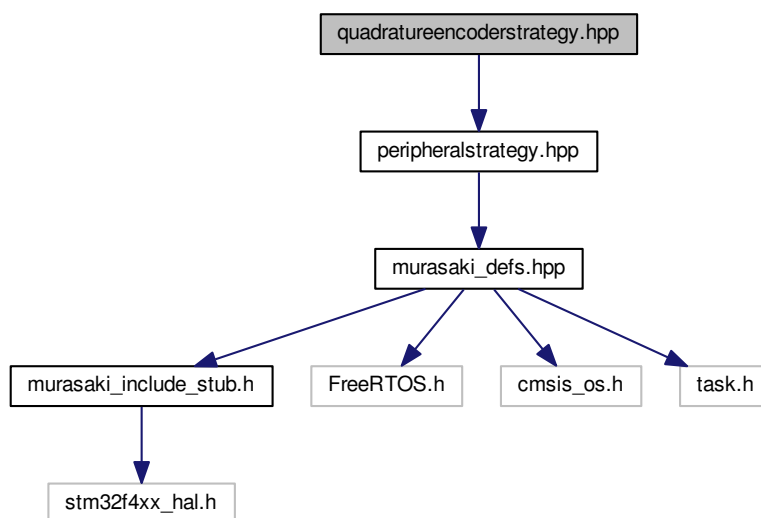 quadratureencoderstrategy.hpp
peripheralstrategy.hpp
murasaki_defs.hpp
murasaki_include_stub.h
FreeRTOS.h
cmsis_os.h
task.h
stm32f4xx_hal.h